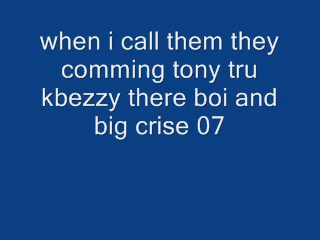 when i call them they
comming tony tru
kbezzy there boi and
big crise 07